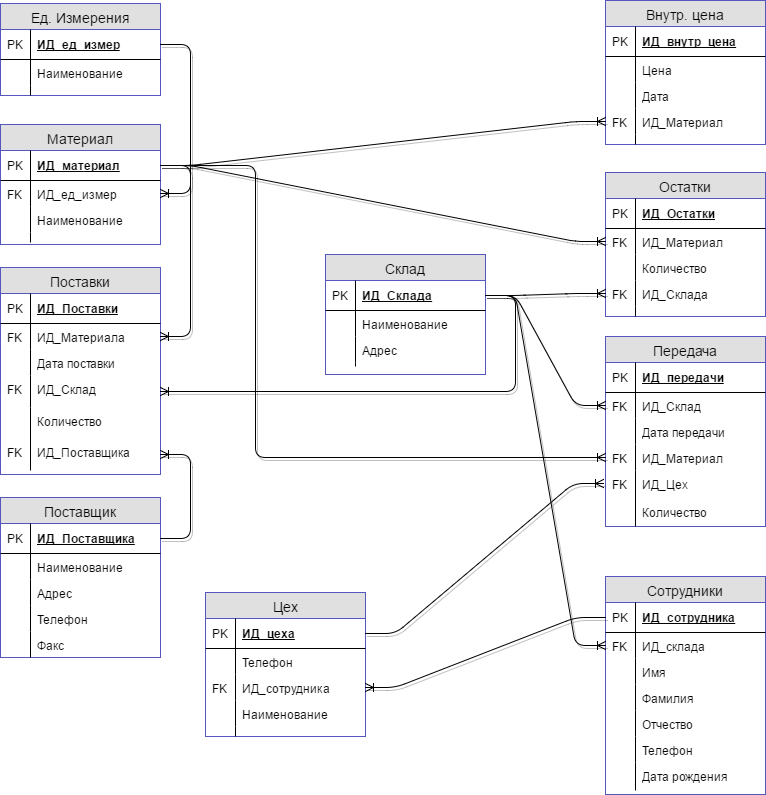 Ед. Измерения
PK ИД_ед_измер
Наименование
Материал
PK ИД_материал
FK ИД_ед_измер
Наименование
Поставки
PK ИД_Поставки
FK ИД_Материала
Дата поставки
FK ИД_Склад
Количество
FK ИД_Поставщика
Поставщик
PK ИД_Поставщика
Наименование
Адрес
Телефон
Факс
Склад
PK ИД_Склада
Наименование
Адрес
Цех
PK ИД_цеха
Телефон
FK ИД_сотрудника
Наименование
Внутр. цена
PK ИД_внутр_цена
Цена
Дата
FK ИД_Материал
Остатки
PK ИД_Остатки
FK ИД_Материал
Количество
FK ИД_Склада
Передача
PK ИД_передачи
FK ИД_Склад
Дата передачи
FK ИД_Материал
FK ИД_Цех
Количество
Сотрудники
PK ИД_сотрудника
FK ИД_склада
Имя
Фамилия
Отчество
Телефон
Дата рождения